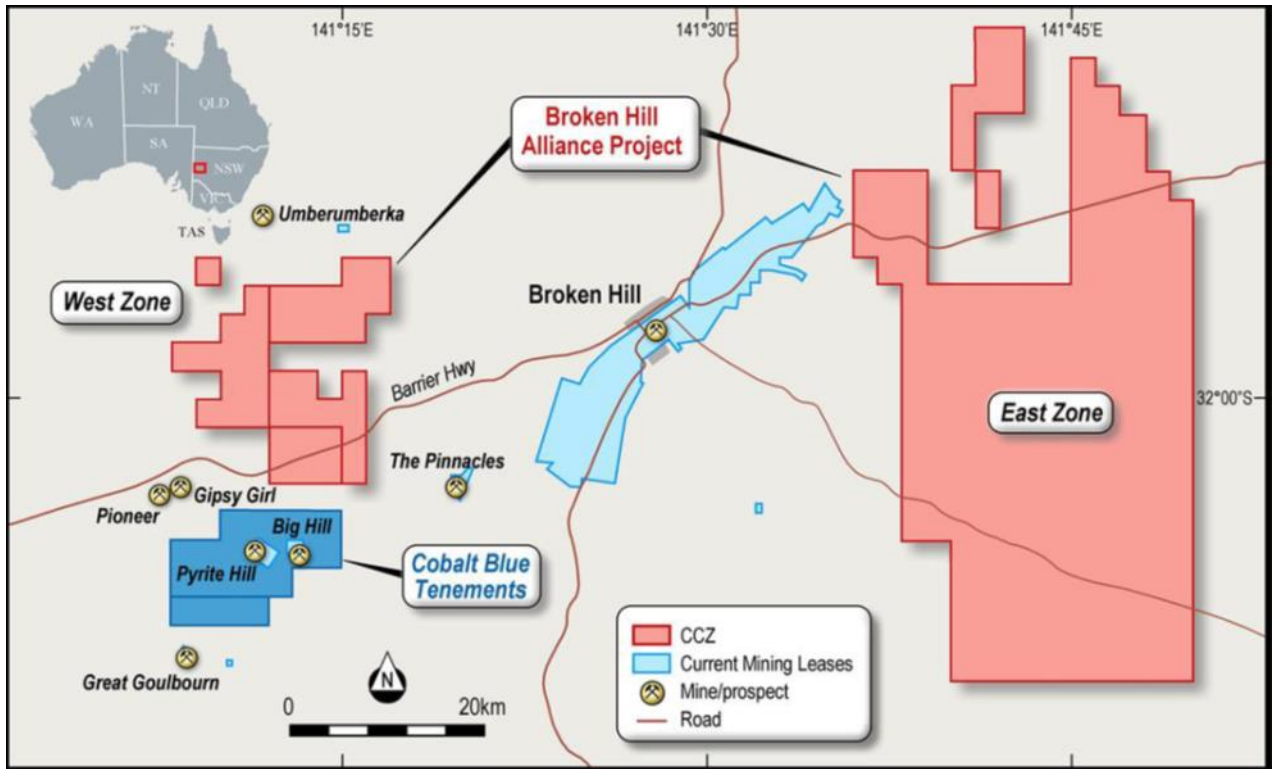 141°15'E
141°30'E
141°45'E
NT
QLD
WA
SA
NSW
VIC
TAS
Broken Hill
Alliance Project
Umberumberka
West Zone
Broken Hill
Barrier Hwy
32°00'S
East Zone
The Pinnacles
Gipsy Girl
Pioneer
Big Hill
Pyrite Hill
Cobalt Blue
Tenements
Great Goulbourn
N
0
20km
CCZ
Current Mining Leases
Mine/prospect
Road